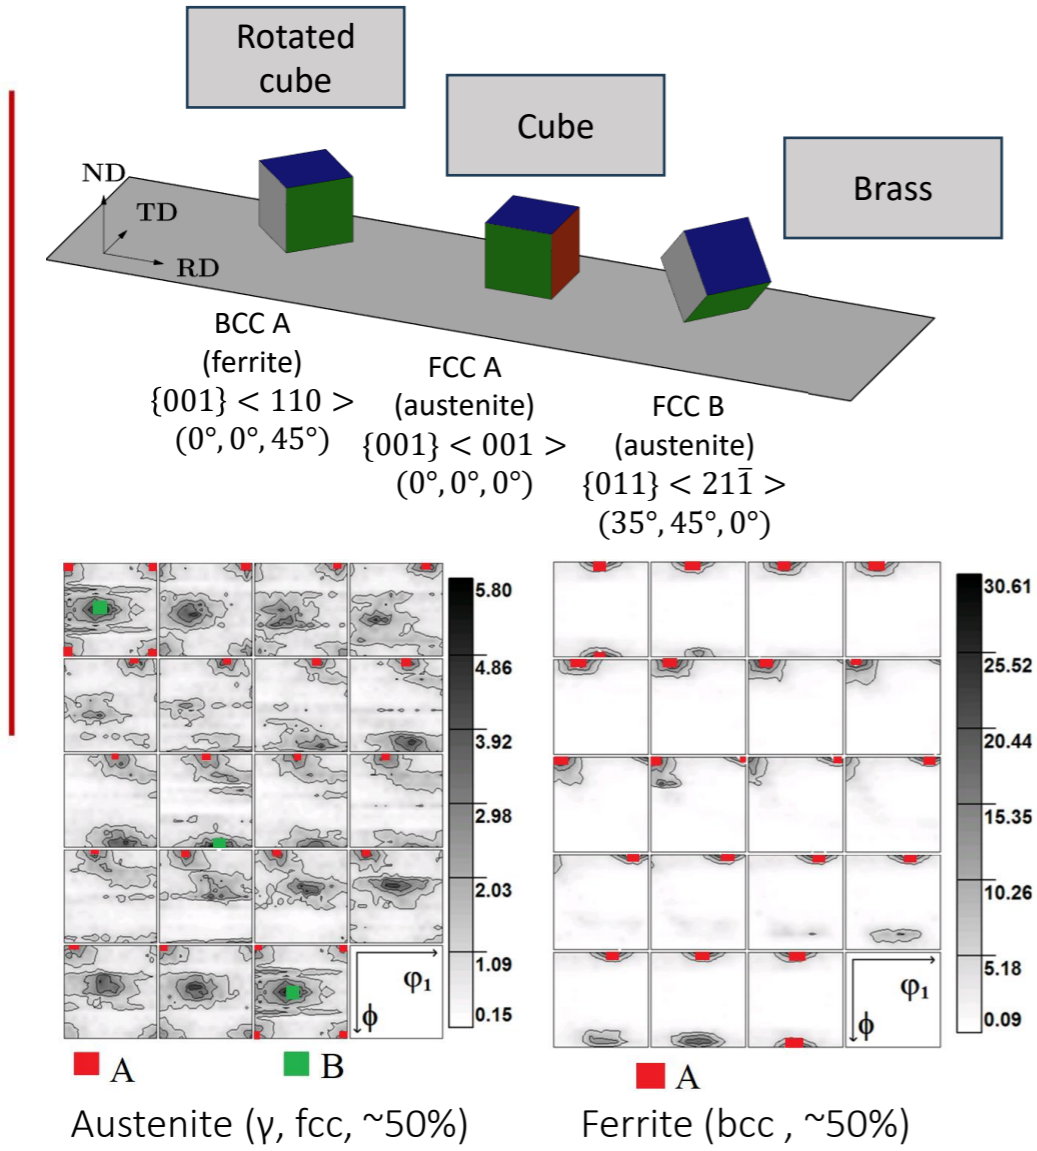 Rotated
cube
Cube
Brass
ND
TD
RD
BCC A
(ferrite)
{001} < 110 >
(0°, 0°, 45°)
FCC A
(austenite)
{001} < 001 >
(0°, 0°, 0°)
FCC B
(austenite)
{011} < 211̅ >
(35°, 45°, 0°)
5.80
4.86
3.92
2.98
2.03
1.09
0.15
φ₁
ϕ
30.61
25.52
20.44
15.35
10.26
5.18
0.09
φ₁
ϕ
A
B
A
Austenite (γ, fcc, ~50%)
Ferrite (bcc , ~50%)